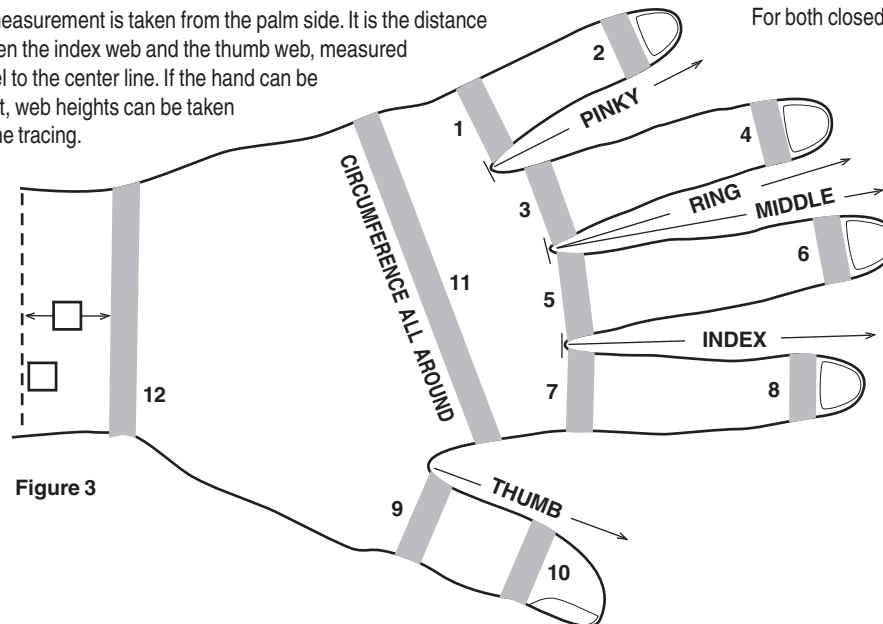 measurement is taken from the palm side. It is the distance
en the index web and the thumb web, measured
el to the center line. If the hand can be
t, web heights can be taken
he tracing.
For both closed
2
PINKY
1
4
RING
MIDDLE
3
CIRCUMFERENCE ALL AROUND
11
6
5
INDEX
7
8
12
Figure 3
THUMB
9
10